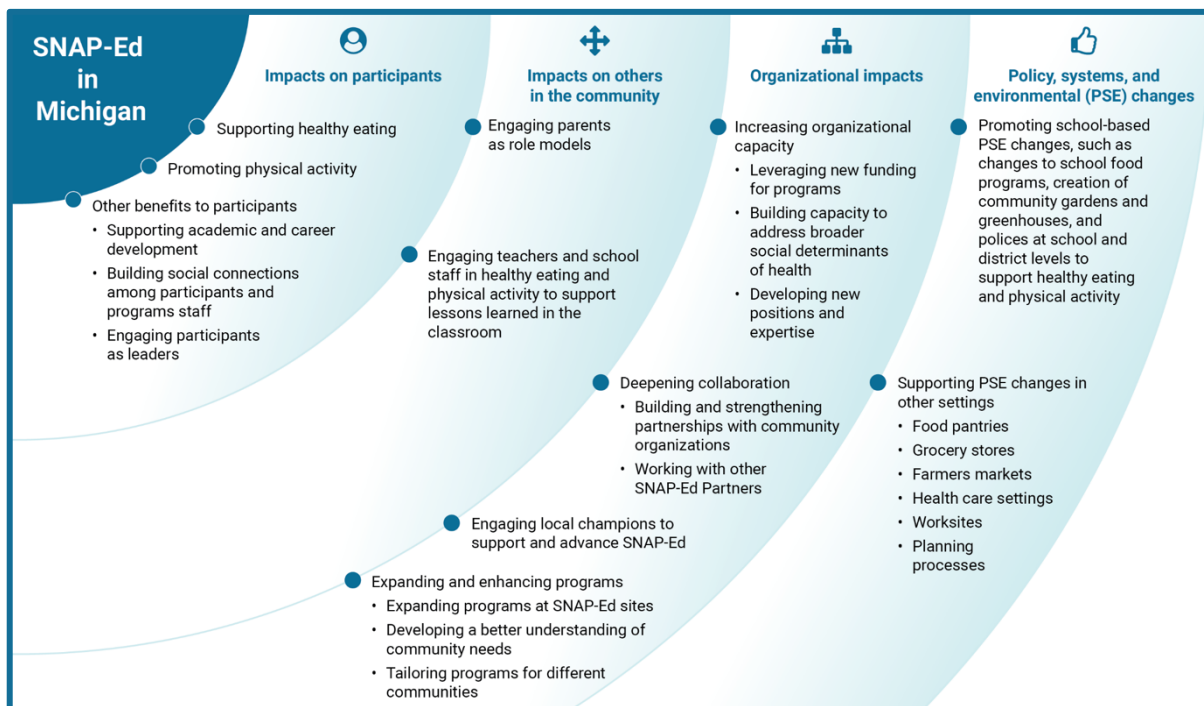 SNAP-Ed
in
Michigan
Impacts on participants
Supporting healthy eating
Promoting physical activity
Other benefits to participants
• Supporting academic and career
development
• Building social connections
among participants and
programs staff
• Engaging participants
as leaders
Impacts on others
in the community
Engaging parents
as role models
Engaging teachers and school
staff in healthy eating and
physical activity to support
lessons learned in the
classroom
Organizational impacts
Increasing organizational
capacity
• Leveraging new funding
for programs
• Building capacity to
address broader
social determinants
of health
• Developing new
positions and
expertise
Deepening collaboration
• Building and strengthening
partnerships with community
organizations
• Working with other
SNAP-Ed Partners
Engaging local champions to
support and advance SNAP-Ed
Expanding and enhancing programs
• Expanding programs at SNAP-Ed sites
• Developing a better understanding of
community needs
• Tailoring programs for different
communities
Policy, systems, and
environmental (PSE) changes
Promoting school-based
PSE changes, such as
changes to school food
programs, creation of
community gardens and
greenhouses, and
polices at school and
district levels to
support healthy eating
and physical activity
Supporting PSE changes in
other settings
• Food pantries
• Grocery stores
• Farmers markets
• Health care settings
• Worksites
• Planning
processes